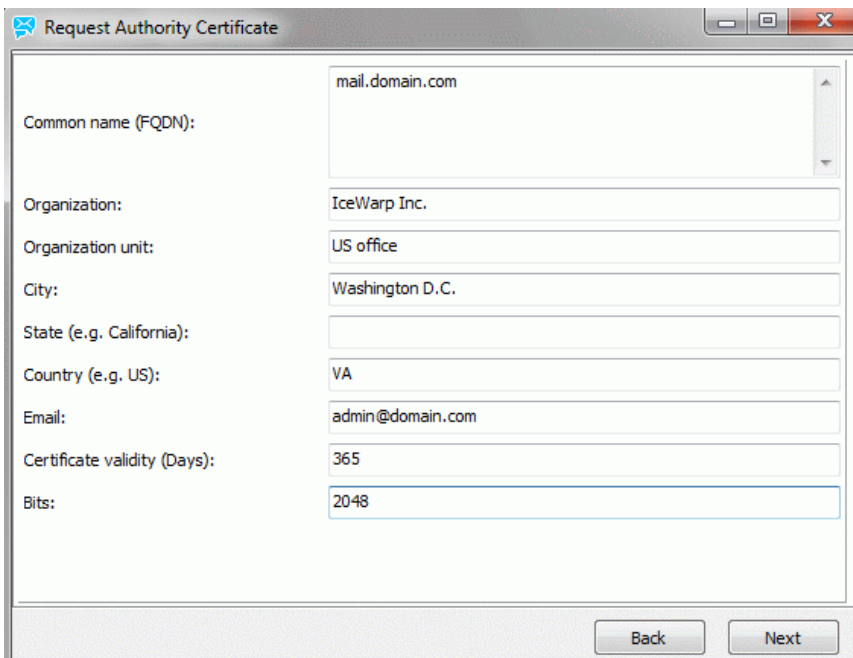 Request Authority Certificate
Common name (FQDN): mail.domain.com
Organization: IceWarp Inc.
Organization unit: US office
City: Washington D.C.
State (e.g. California):
Country (e.g. US): VA
Email: admin@domain.com
Certificate validity (Days): 365
Bits: 2048
Back Next